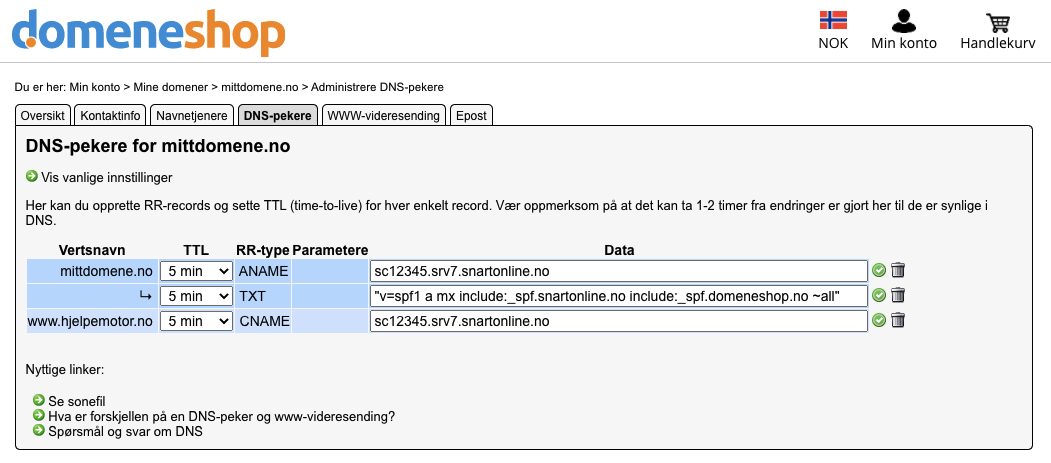 domeneshop
NOK Min konto Handlekurv
Du er her: Min konto > Mine domener > mittdomene.no > Administrere DNS-pekere
Oversikt Kontaktinfo Navnetjenere DNS-pekere WWW-videresending Epost
DNS-pekere for mittdomene.no
Vis vanlige innstillinger
Her kan du opprette RR-records og sette TTL (time-to-live) for hver enkelt record. Vær oppmerksom på at det kan ta 1-2 timer fra endringer er gjort her til de er synlige i
DNS.
Vertsnavn TTL RR-type Parametere Data
mittdomene.no 5 min ANAME sc12345.srv7.snartonline.no
↳ 5 min TXT "v=spf1 a mx include:_spf.snartonline.no include:_spf.domeneshop.no ~all"
www.hjelpemotor.no 5 min CNAME sc12345.srv7.snartonline.no
Nyttige linker:
Se sonefil
Hva er forskjellen på en DNS-peker og www-videresending?
Spørsmål og svar om DNS